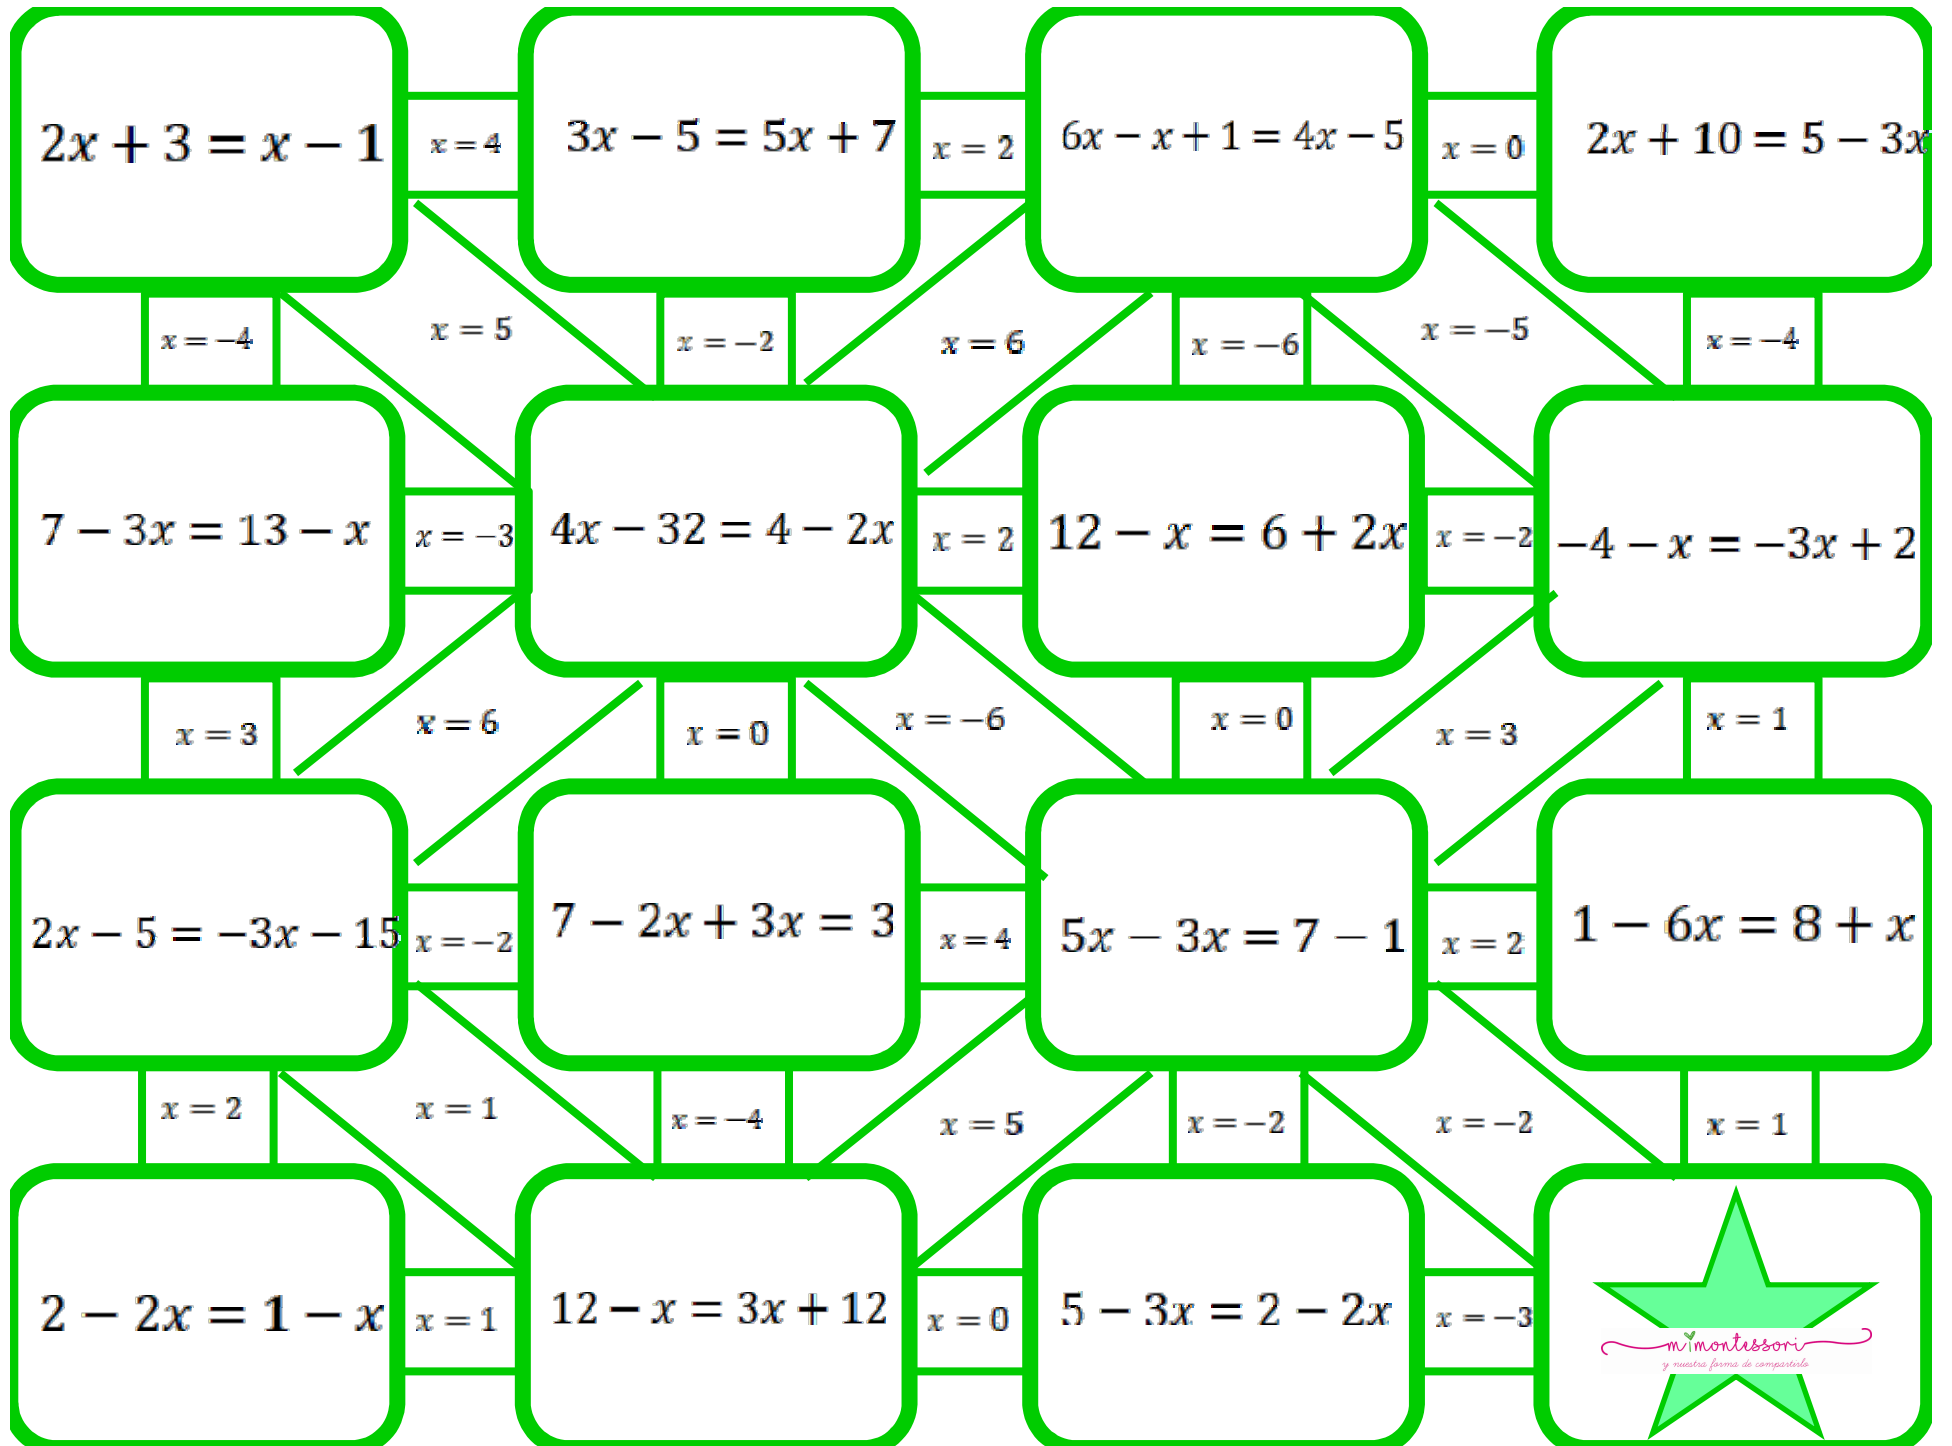 2x + 3 = x − 1
x = 4
3x − 5 = 5x + 7
x = 2
6x − x + 1 = 4x − 5
x = 0
2x + 10 = 5 − 3x
x = −4
x = 5
x = −2
x = 6
x = −6
x = −5
x = −4
7 − 3x = 13 − x
x = −3
4x − 32 = 4 − 2x
x = 2
12 − x = 6 + 2x
x = −2
−4 − x = −3x + 2
x = 3
x = 6
x = 0
x = −6
x = 0
x = 3
x = 1
2x − 5 = −3x − 15
x = −2
7 − 2x + 3x = 3
x = 4
5x − 3x = 7 − 1
x = 2
1 − 6x = 8 + x
x = 2
x = 1
x = −4
x = 5
x = −2
x = −2
x = 1
2 − 2x = 1 − x
x = 1
12 − x = 3x + 12
x = 0
5 − 3x = 2 − 2x
x = −3
mimontessori
y nuestra forma de compartirlo